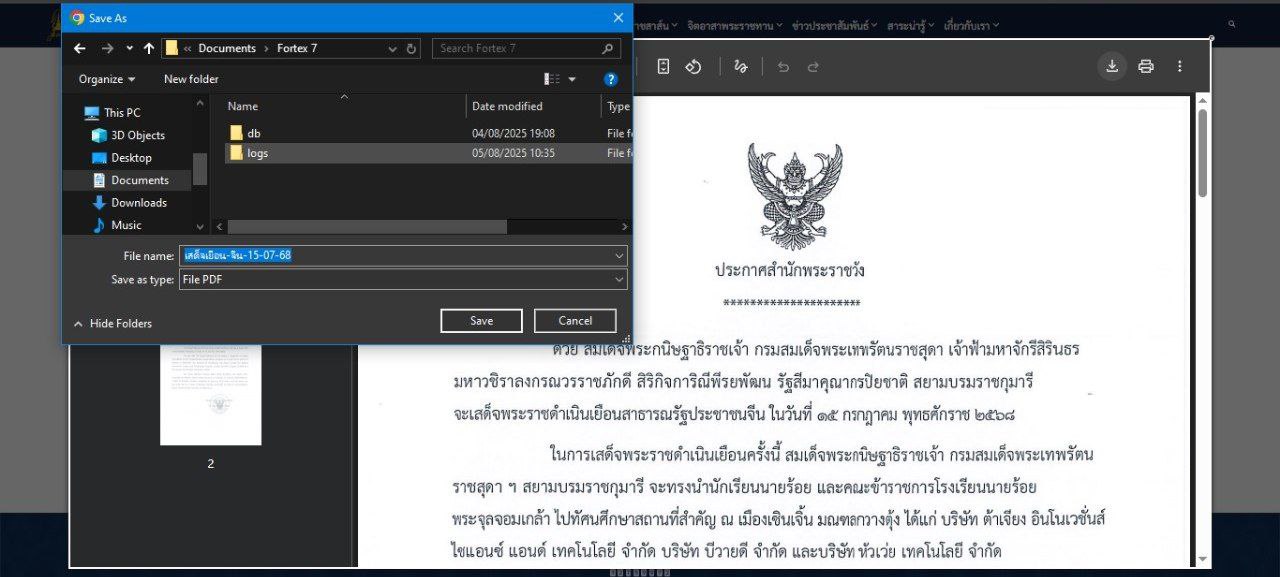 Save As
ราชสาส์น จิตอาสาพระราชทาน ข่าวประชาสัมพันธ์ สาระน่ารู้ เกี่ยวกับเรา
« Documents › Fortex 7
Search Fortex 7
Organize New folder
This PC
3D Objects
Desktop
Documents
Downloads
Music
Name Date modified Type
db 04/08/2025 19:08 File f
logs 05/08/2025 10:35 File f
File name: เสด็จเยือน-จีน-15-07-68
Save as type: File PDF
Hide Folders
Save Cancel
2
ประกาศสำนักพระราชวัง
*********************
ด้วย สมเด็จพระกนิษฐาธิราชเจ้า กรมสมเด็จพระเทพรัตนราชสุดา เจ้าฟ้ามหาจักรีสิรินธร
มหาวชิราลงกรณวรราชภักดี สิริกิจการิณีพีรยพัฒน รัฐสีมาคุณากรปิยชาติ สยามบรมราชกุมารี
จะเสด็จพระราชดำเนินเยือนสาธารณรัฐประชาชนจีน ในวันที่ ๑๕ กรกฎาคม พุทธศักราช ๒๕๖๘
ในการเสด็จพระราชดำเนินเยือนครั้งนี้ สมเด็จพระกนิษฐาธิราชเจ้า กรมสมเด็จพระเทพรัตน
ราชสุดา ฯ สยามบรมราชกุมารี จะทรงนำนักเรียนนายร้อย และคณะข้าราชการโรงเรียนนายร้อย
พระจุลจอมเกล้า ไปทัศนศึกษาสถานที่สำคัญ ณ เมืองเซินเจิ้น มณฑลกวางตุ้ง ได้แก่ บริษัท ต้าเจียง อินโนเวชั่นส์
ไซแอนซ์ แอนด์ เทคโนโลยี จำกัด บริษัท บีวายดี จำกัด และบริษัท หัวเว่ย เทคโนโลยี จำกัด